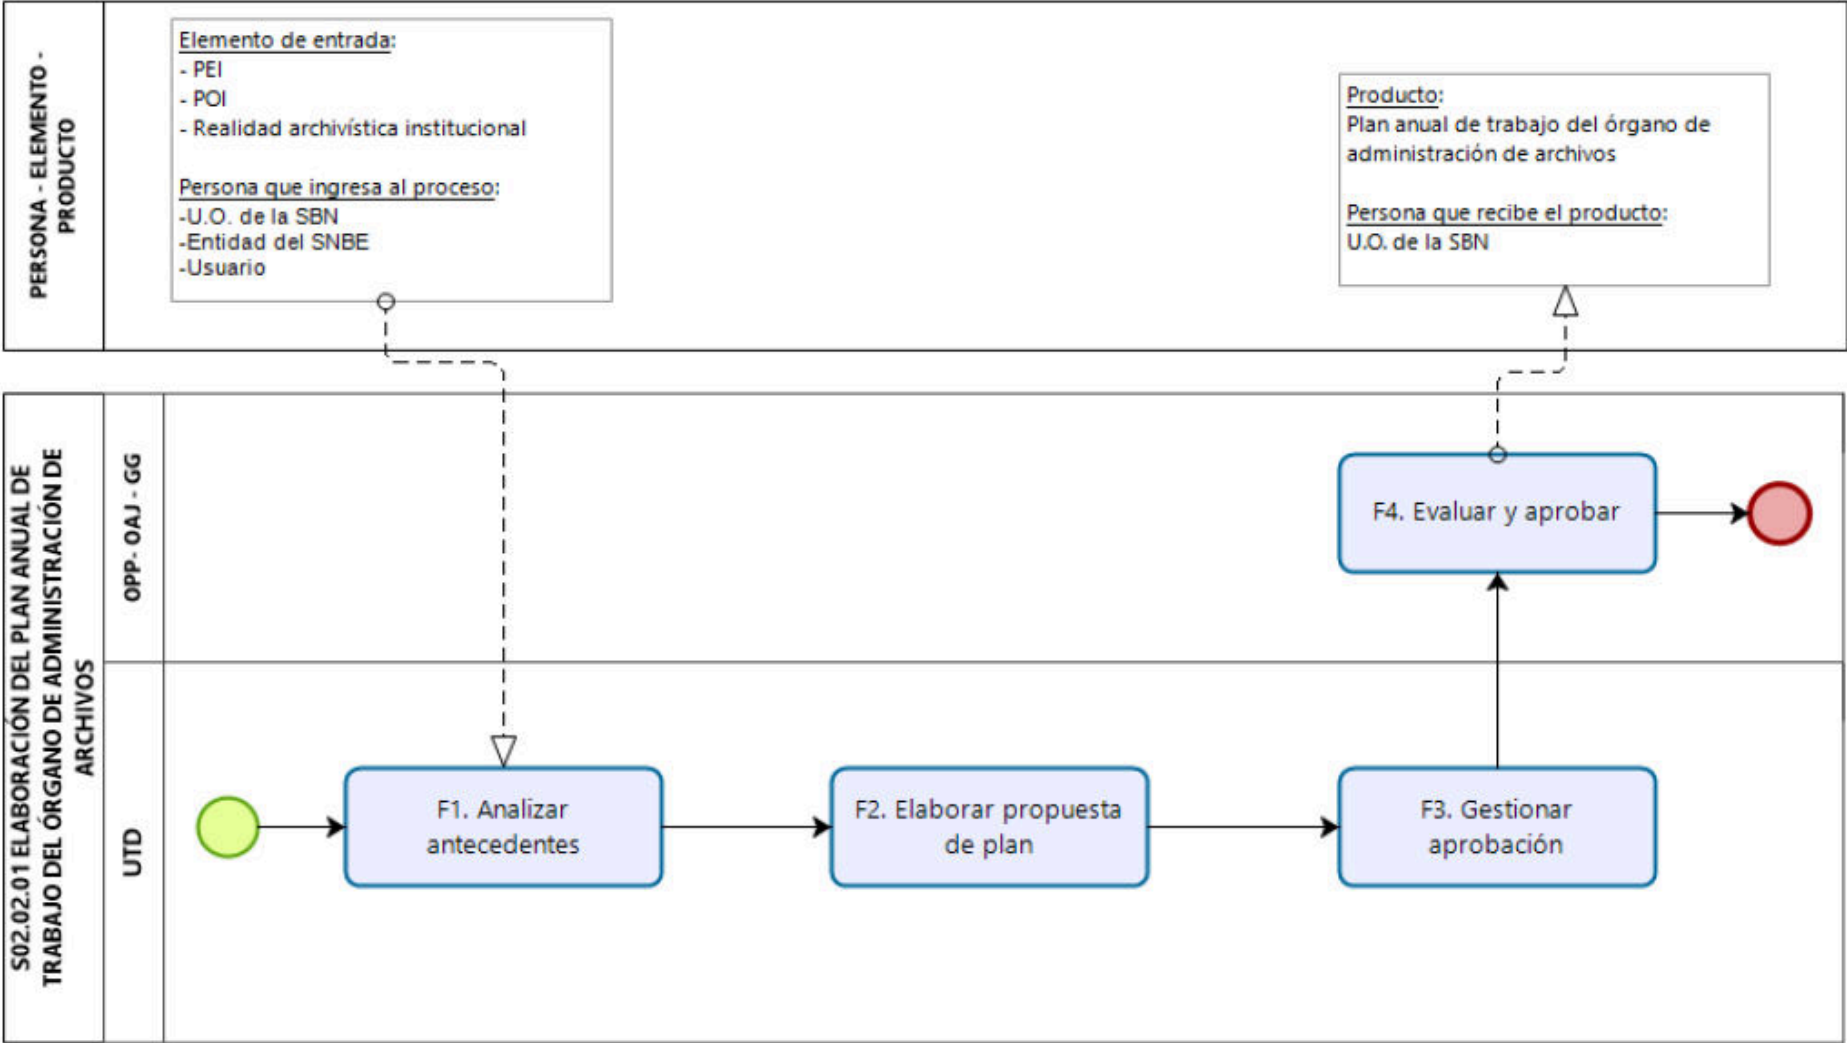 PERSONA - ELEMENTO -
PRODUCTO
Elemento de entrada:
- PEI
- POI
- Realidad archivística institucional
Persona que ingresa al proceso:
-U.O. de la SBN
-Entidad del SNBE
-Usuario
Producto:
Plan anual de trabajo del órgano de
administración de archivos
Persona que recibe el producto:
U.O. de la SBN
S02.02.01 ELABORACIÓN DEL PLAN ANUAL DE
TRABAJO DEL ÓRGANO DE ADMINISTRACIÓN DE
ARCHIVOS
OPP- OAJ - GG
F4. Evaluar y aprobar
UTD
F1. Analizar
antecedentes
F2. Elaborar propuesta
de plan
F3. Gestionar
aprobación